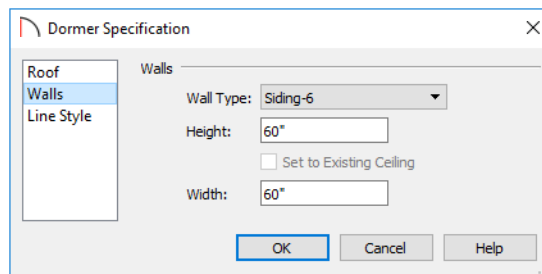 Dormer Specification
Roof
Walls
Line Style
Walls
Wall Type: Siding-6
Height: 60"
Set to Existing Ceiling
Width: 60"
OK Cancel Help